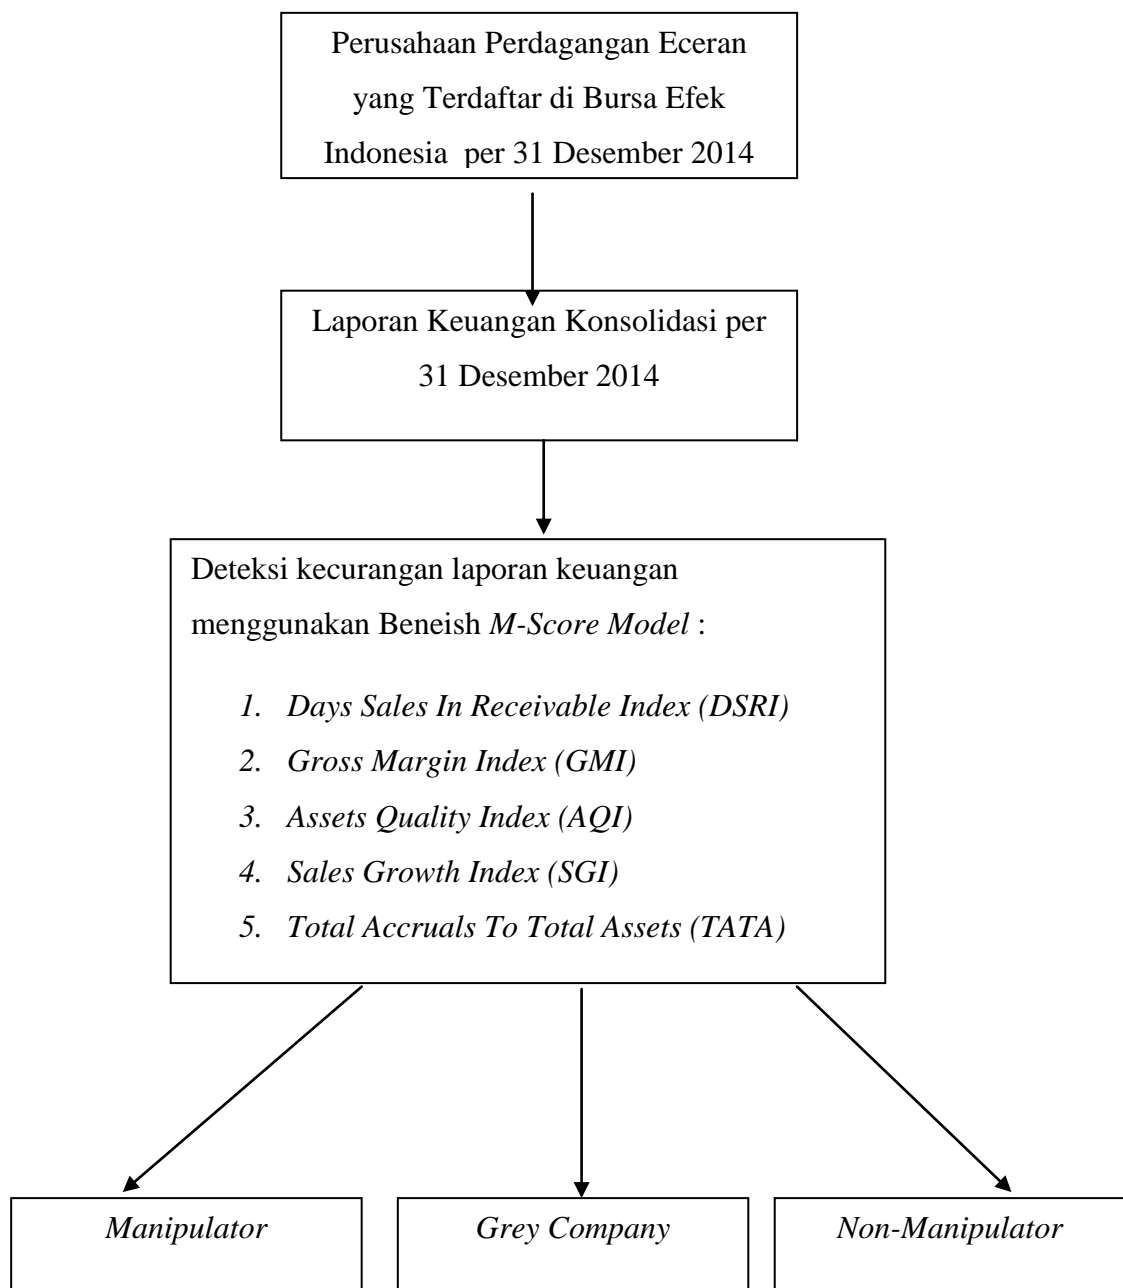 Perusahaan Perdagangan Eceran
yang Terdaftar di Bursa Efek
Indonesia per 31 Desember 2014
Laporan Keuangan Konsolidasi per
31 Desember 2014
Deteksi kecurangan laporan keuangan
menggunakan Beneish M-Score Model :
1. Days Sales In Receivable Index (DSRI)
2. Gross Margin Index (GMI)
3. Assets Quality Index (AQI)
4. Sales Growth Index (SGI)
5. Total Accruals To Total Assets (TATA)
Manipulator
Grey Company
Non-Manipulator